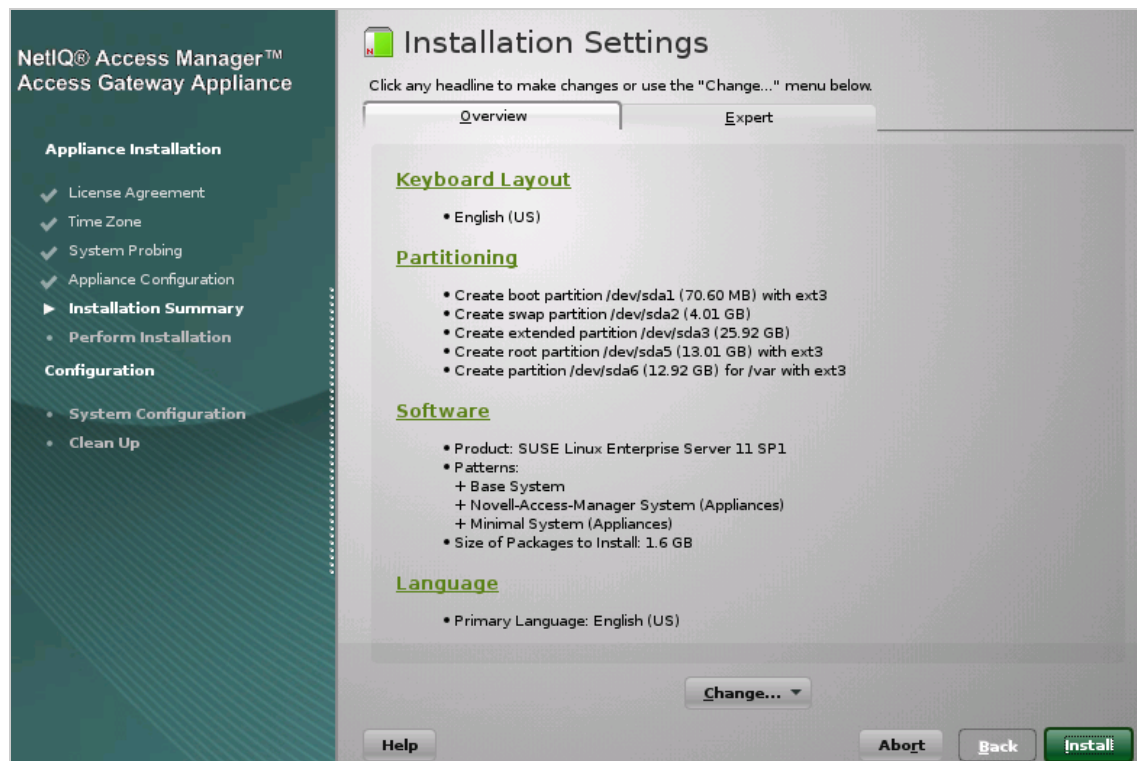 NetIQ® Access Manager™
Access Gateway Appliance
Appliance Installation
License Agreement
Time Zone
System Probing
Appliance Configuration
Installation Summary
Perform Installation
Configuration
System Configuration
Clean Up
N
Installation Settings
Click any headline to make changes or use the "Change..." menu below.
Overview
Expert
Keyboard Layout
• English (US)
Partitioning
• Create boot partition /dev/sda1 (70.60 MB) with ext3
• Create swap partition /dev/sda2 (4.01 GB)
• Create extended partition /dev/sda3 (25.92 GB)
• Create root partition /dev/sda5 (13.01 GB) with ext3
• Create partition /dev/sda6 (12.92 GB) for /var with ext3
Software
• Product: SUSE Linux Enterprise Server 11 SP1
• Patterns:
+ Base System
+ Novell-Access-Manager System (Appliances)
+ Minimal System (Appliances)
• Size of Packages to Install: 1.6 GB
Language
• Primary Language: English (US)
Change...
Help
Abort
Back
Install